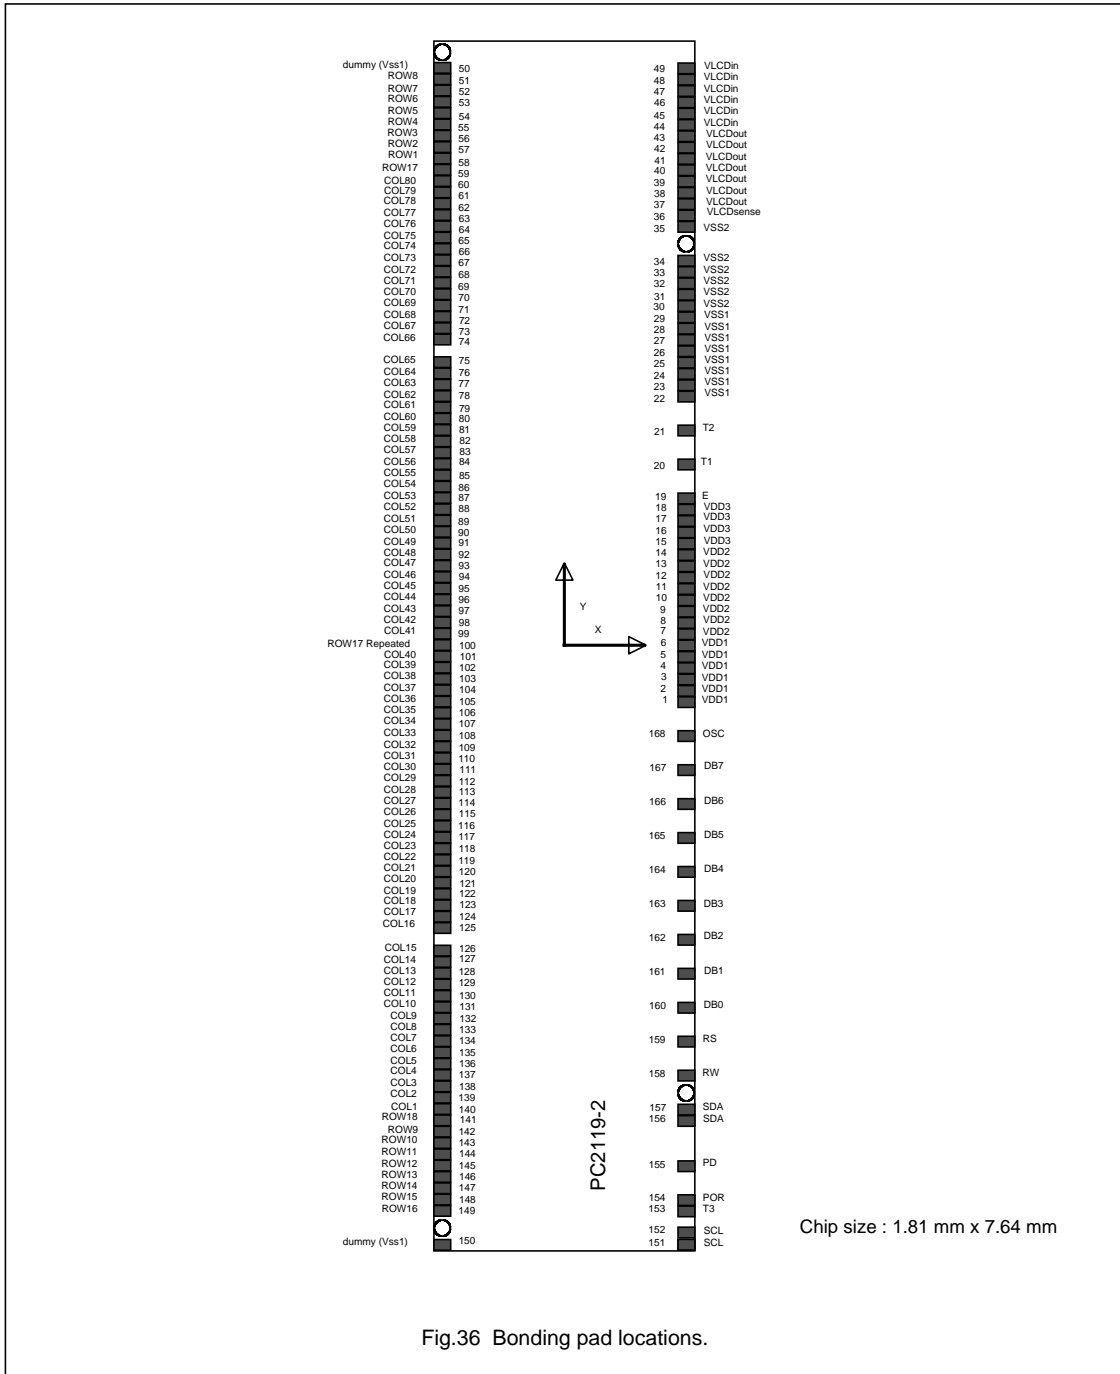 dummy (Vss1) 50 49 VLCDin
ROW8 51 48 VLCDin
ROW7 52 47 VLCDin
ROW6 53 46 VLCDin
ROW5 54 45 VLCDin
ROW4 55 44 VLCDin
ROW3 56 43 VLCDout
ROW2 57 42 VLCDout
ROW1 58 41 VLCDout
ROW17 59 40 VLCDout
COL80 60 39 VLCDout
COL79 61 38 VLCDout
COL78 62 37 VLCDout
COL77 63 36 VLCDsense
COL76 64 35 VSS2
COL75 65
COL74 66
COL73 67 34 VSS2
COL72 68 33 VSS2
COL71 69 32 VSS2
COL70 70 31 VSS2
COL69 71 30 VSS2
COL68 72 29 VSS1
COL67 73 28 VSS1
COL66 74 27 VSS1
26 VSS1
COL65 75 25 VSS1
COL64 76 24 VSS1
COL63 77 23 VSS1
COL62 78 22 VSS1
COL61 79
COL60 80
COL59 81 21 T2
COL58 82
COL57 83
COL56 84 20 T1
COL55 85
COL54 86
COL53 87 19 E
COL52 88 18 VDD3
COL51 89 17 VDD3
COL50 90 16 VDD3
COL49 91 15 VDD3
COL48 92 14 VDD2
COL47 93 13 VDD2
COL46 94 12 VDD2
COL45 95 11 VDD2
COL44 96 10 VDD2
COL43 97 Y 9 VDD2
COL42 98 8 VDD2
COL41 99 X 7 VDD2
ROW17 Repeated 100 6 VDD1
COL40 101 5 VDD1
COL39 102 4 VDD1
COL38 103 3 VDD1
COL37 104 2 VDD1
COL36 105 1 VDD1
COL35 106
COL34 107
COL33 108 168 OSC
COL32 109
COL31 110
COL30 111 167 DB7
COL29 112
COL28 113
COL27 114 166 DB6
COL26 115
COL25 116
COL24 117 165 DB5
COL23 118
COL22 119
COL21 120 164 DB4
COL20 121
COL19 122
COL18 123 163 DB3
COL17 124
COL16 125
162 DB2
COL15 126
COL14 127
COL13 128 161 DB1
COL12 129
COL11 130
COL10 131 160 DB0
COL9 132
COL8 133
COL7 134 159 RS
COL6 135
COL5 136
COL4 137 158 RW
COL3 138
COL2 139
COL1 140 157 SDA
ROW18 141 156 SDA
ROW9 142
ROW10 143
ROW11 144
ROW12 145 155 PD
ROW13 146
ROW14 147
ROW15 148 154 POR
ROW16 149 153 T3
PC2119-2
152 SCL
dummy (Vss1) 150 151 SCL
Chip size : 1.81 mm x 7.64 mm
Fig.36 Bonding pad locations.